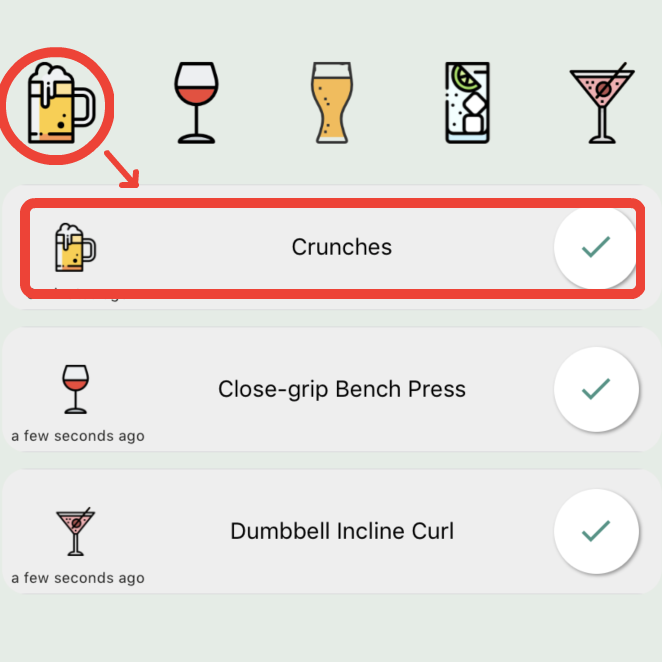 Crunches
Close-grip Bench Press
a few seconds ago
Dumbbell Incline Curl
a few seconds ago